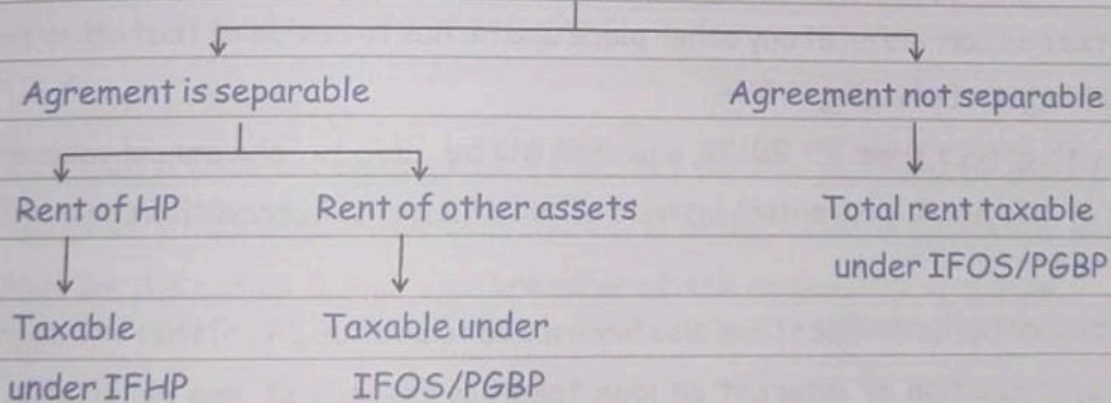 Agrement is separable
Agreement not separable
Rent of HP
Rent of other assets
Total rent taxable
under IFOS/PGBP
Taxable
under IFHP
Taxable under
IFOS/PGBP